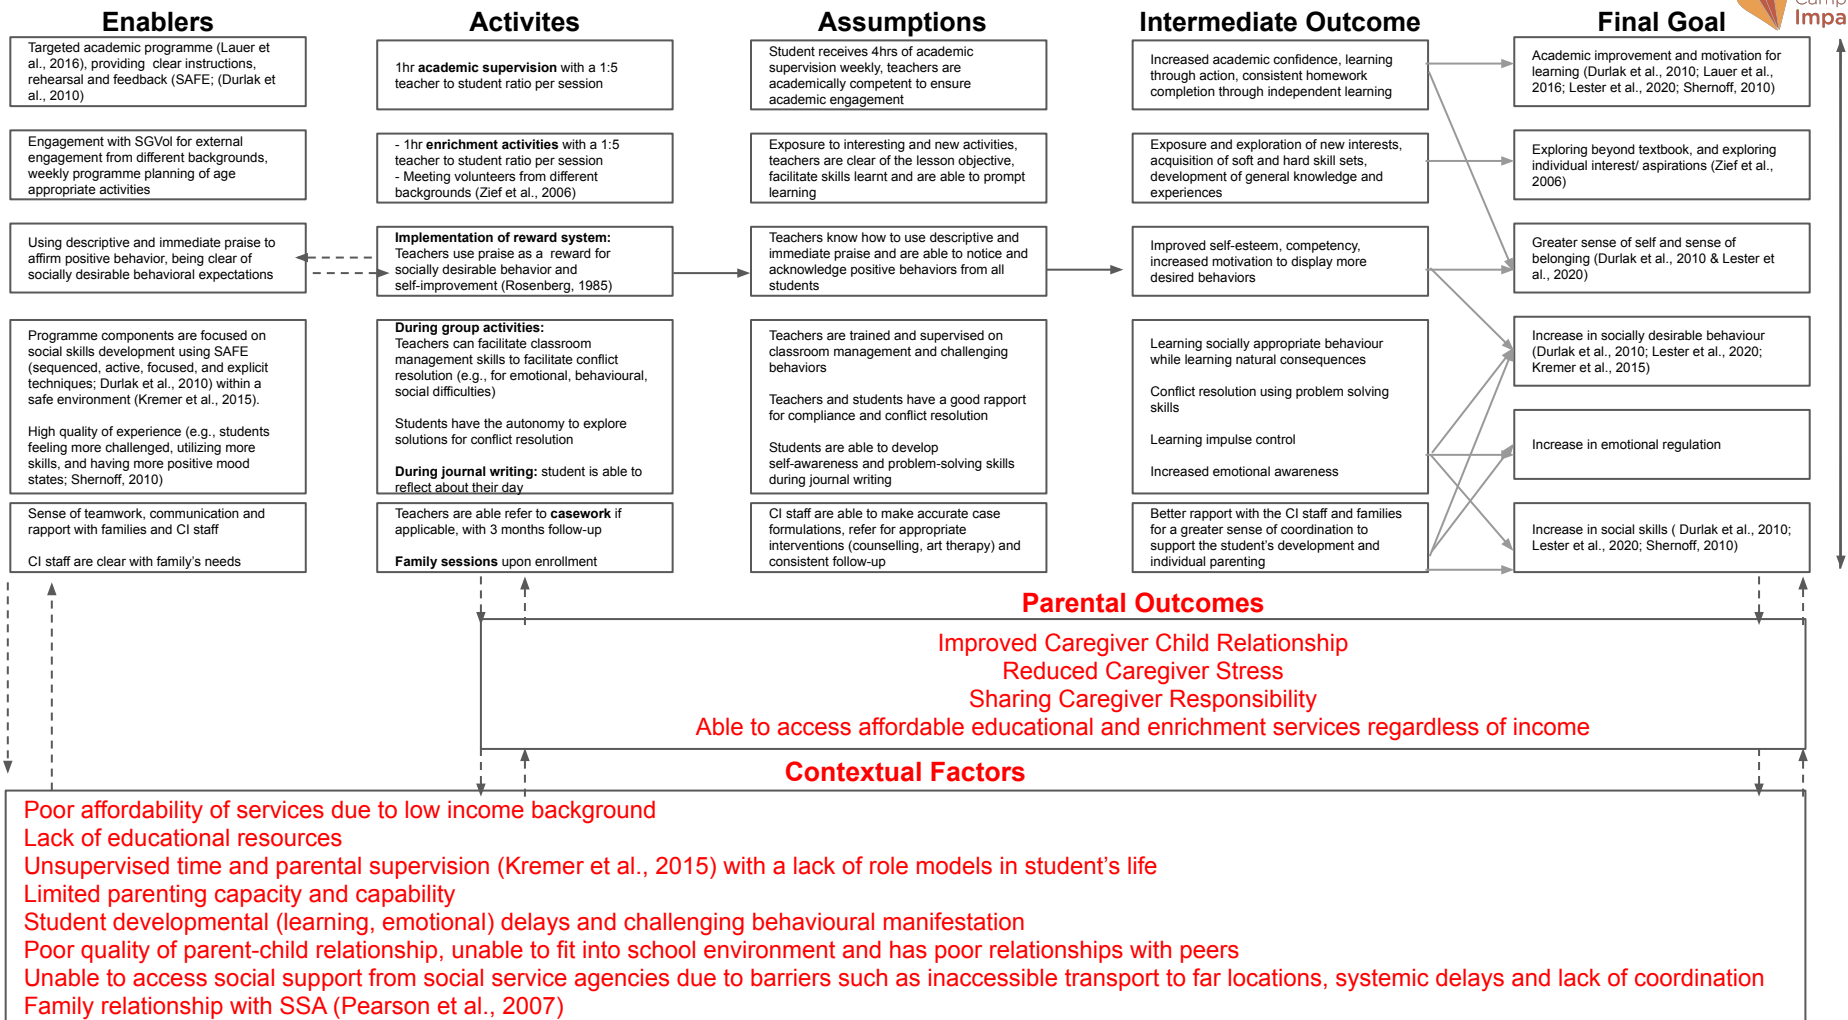 Enablers
Activites
Assumptions
Intermediate Outcome
Final Goal
Impa
Targeted academic programme (Lauer et
al., 2016), providing clear instructions,
rehearsal and feedback (SAFE; (Durlak et
al., 2010)
1hr academic supervision with a 1:5
teacher to student ratio per session
Student receives 4hrs of academic
supervision weekly, teachers are
academically competent to ensure
academic engagement
Increased academic confidence, learning
through action, consistent homework
completion through independent learning
Academic improvement and motivation for
learning (Durlak et al., 2010; Lauer et al.,
2016; Lester et al., 2020; Shernoff, 2010)
Engagement with SGVol for external
engagement from different backgrounds,
weekly programme planning of age
appropriate activities
- 1hr enrichment activities with a 1:5
teacher to student ratio per session
- Meeting volunteers from different
backgrounds (Zief et al., 2006)
Exposure to interesting and new activities,
teachers are clear of the lesson objective,
facilitate skills learnt and are able to prompt
learning
Exposure and exploration of new interests,
acquisition of soft and hard skill sets,
development of general knowledge and
experiences
Exploring beyond textbook, and exploring
individual interest/ aspirations (Zief et al.,
2006)
Using descriptive and immediate praise to
affirm positive behavior, being clear of
socially desirable behavioral expectations
Implementation of reward system:
Teachers use praise as a reward for
socially desirable behavior and
self-improvement (Rosenberg, 1985)
Teachers know how to use descriptive and
immediate praise and are able to notice and
acknowledge positive behaviors from all
students
Improved self-esteem, competency,
increased motivation to display more
desired behaviors
Greater sense of self and sense of
belonging (Durlak et al., 2010 & Lester et
al., 2020)
Programme components are focused on
social skills development using SAFE
(sequenced, active, focused, and explicit
techniques; Durlak et al., 2010) within a
safe environment (Kremer et al., 2015).
High quality of experience (e.g., students
feeling more challenged, utilizing more
skills, and having more positive mood
states; Shernoff, 2010)
During group activities:
Teachers can facilitate classroom
management skills to facilitate conflict
resolution (e.g., for emotional, behavioural,
social difficulties)
Students have the autonomy to explore
solutions for conflict resolution
During journal writing: student is able to
reflect about their day
Teachers are trained and supervised on
classroom management and challenging
behaviors
Teachers and students have a good rapport
for compliance and conflict resolution
Students are able to develop
self-awareness and problem-solving skills
during journal writing
Learning socially appropriate behaviour
while learning natural consequences
Conflict resolution using problem solving
skills
Learning impulse control
Increased emotional awareness
Increase in socially desirable behaviour
(Durlak et al., 2010; Lester et al., 2020;
Kremer et al., 2015)
Increase in emotional regulation
Sense of teamwork, communication and
rapport with families and CI staff
CI staff are clear with family's needs
Teachers are able refer to casework if
applicable, with 3 months follow-up
Family sessions upon enrollment
CI staff are able to make accurate case
formulations, refer for appropriate
interventions (counselling, art therapy) and
consistent follow-up
Better rapport with the CI staff and families
for a greater sense of coordination to
support the student's development and
individual parenting
Increase in social skills ( Durlak et al., 2010;
Lester et al., 2020; Shernoff, 2010)
Parental Outcomes
Improved Caregiver Child Relationship
Reduced Caregiver Stress
Sharing Caregiver Responsibility
Able to access affordable educational and enrichment services regardless of income
Contextual Factors
Poor affordability of services due to low income background
Lack of educational resources
Unsupervised time and parental supervision (Kremer et al., 2015) with a lack of role models in student's life
Limited parenting capacity and capability
Student developmental (learning, emotional) delays and challenging behavioural manifestation
Poor quality of parent-child relationship, unable to fit into school environment and has poor relationships with peers
Unable to access social support from social service agencies due to barriers such as inaccessible transport to far locations, systemic delays and lack of coordination
Family relationship with SSA (Pearson et al., 2007)